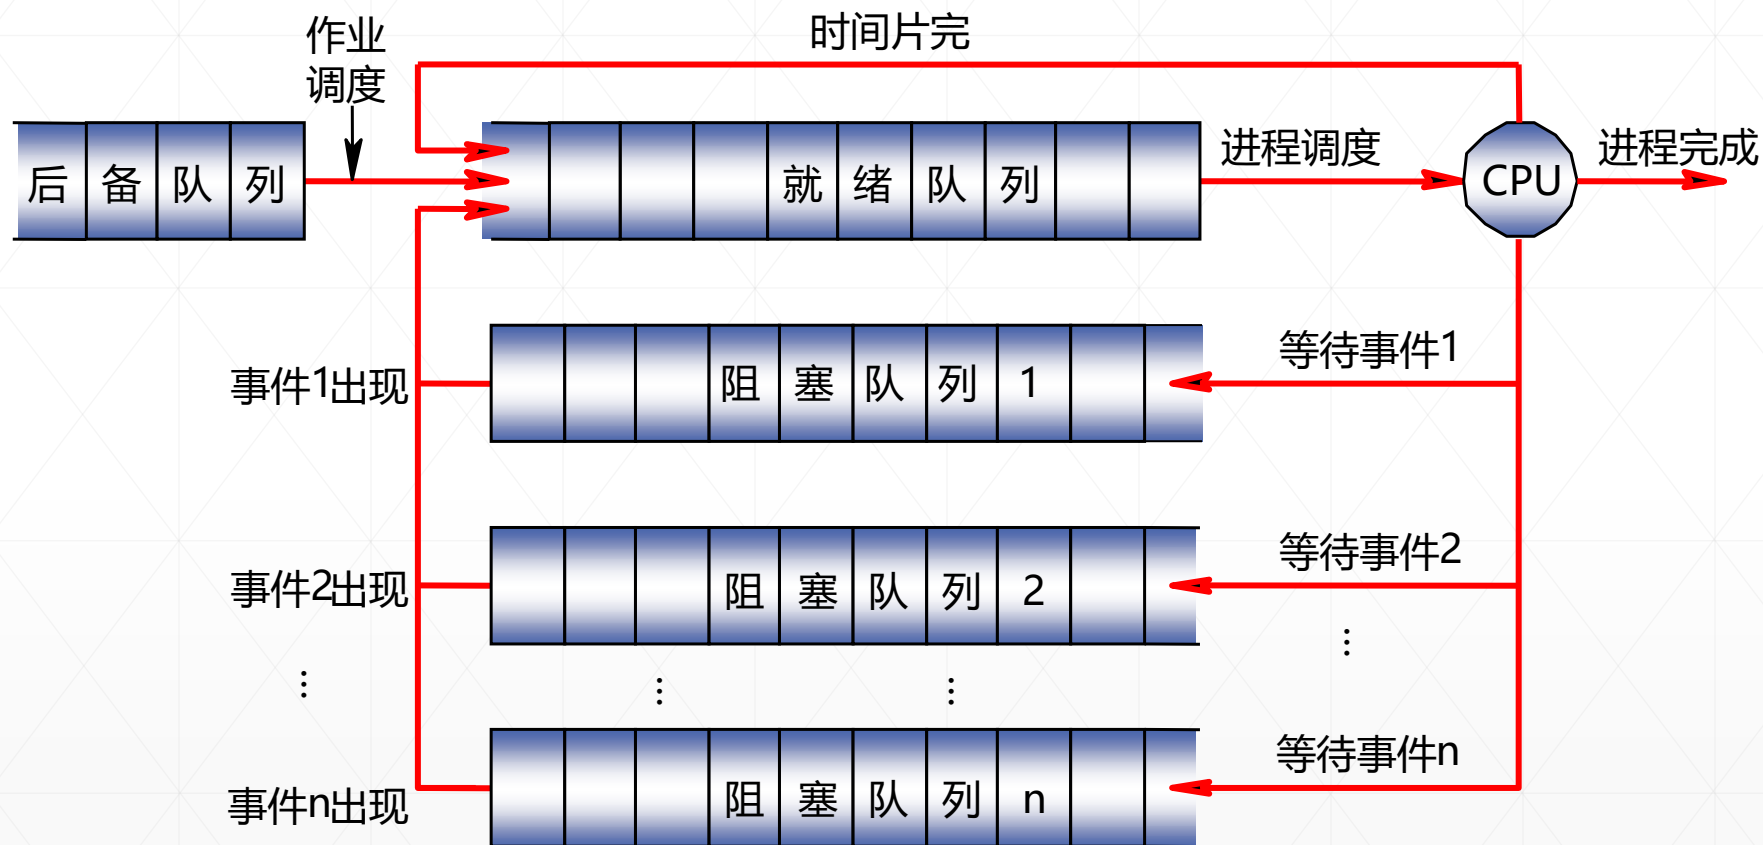 作业
调度
时间片完
后备队列
就绪队列
进程调度
CPU
进程完成
事件1出现
阻塞队列1
等待事件1
事件2出现
阻塞队列2
等待事件2
⋮
⋮
⋮
⋮
事件n出现
阻塞队列n
等待事件n